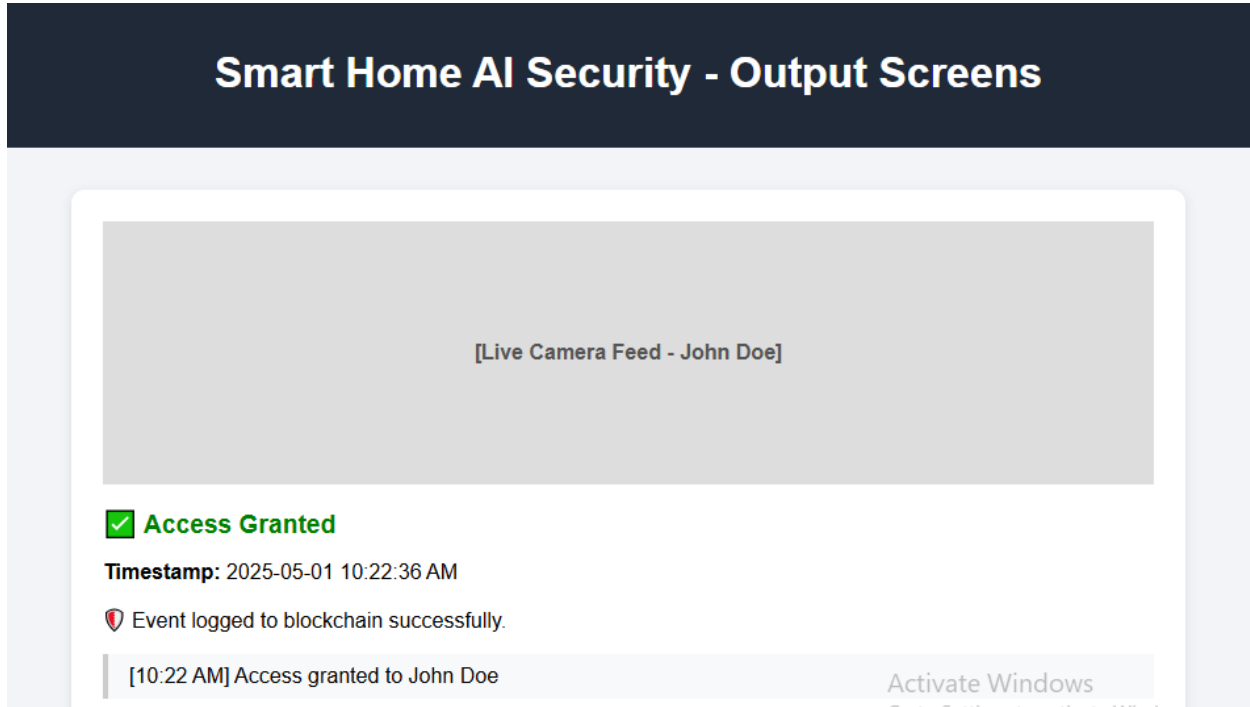 Smart Home AI Security - Output Screens
[Live Camera Feed - John Doe]
Access Granted
Timestamp: 2025-05-01 10:22:36 AM
Event logged to blockchain successfully.
[10:22 AM] Access granted to John Doe
Activate Windows